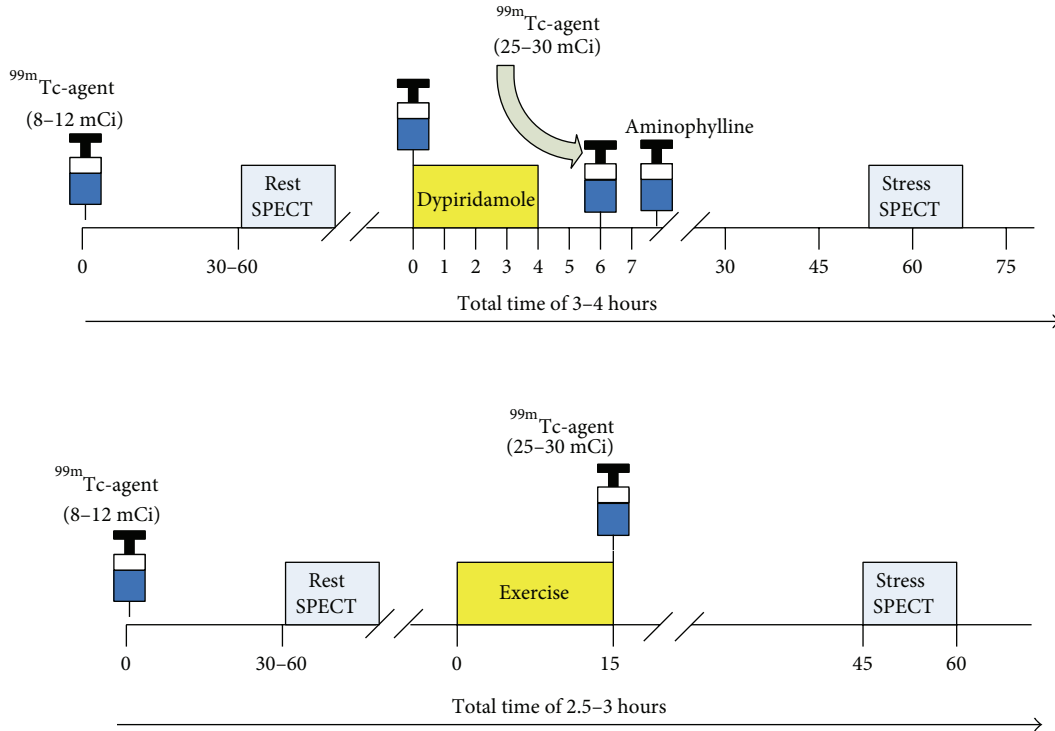 99mTc-agent
(25–30 mCi)
99mTc-agent
(8–12 mCi)
Aminophylline
Rest
SPECT
Dypiridamole
Stress
SPECT
0
30–60
0
1
2
3
4
5
6
7
30
45
60
75
Total time of 3–4 hours
99mTc-agent
(25–30 mCi)
99mTc-agent
(8–12 mCi)
Rest
SPECT
Exercise
Stress
SPECT
0
30–60
0
15
45
60
Total time of 2.5–3 hours